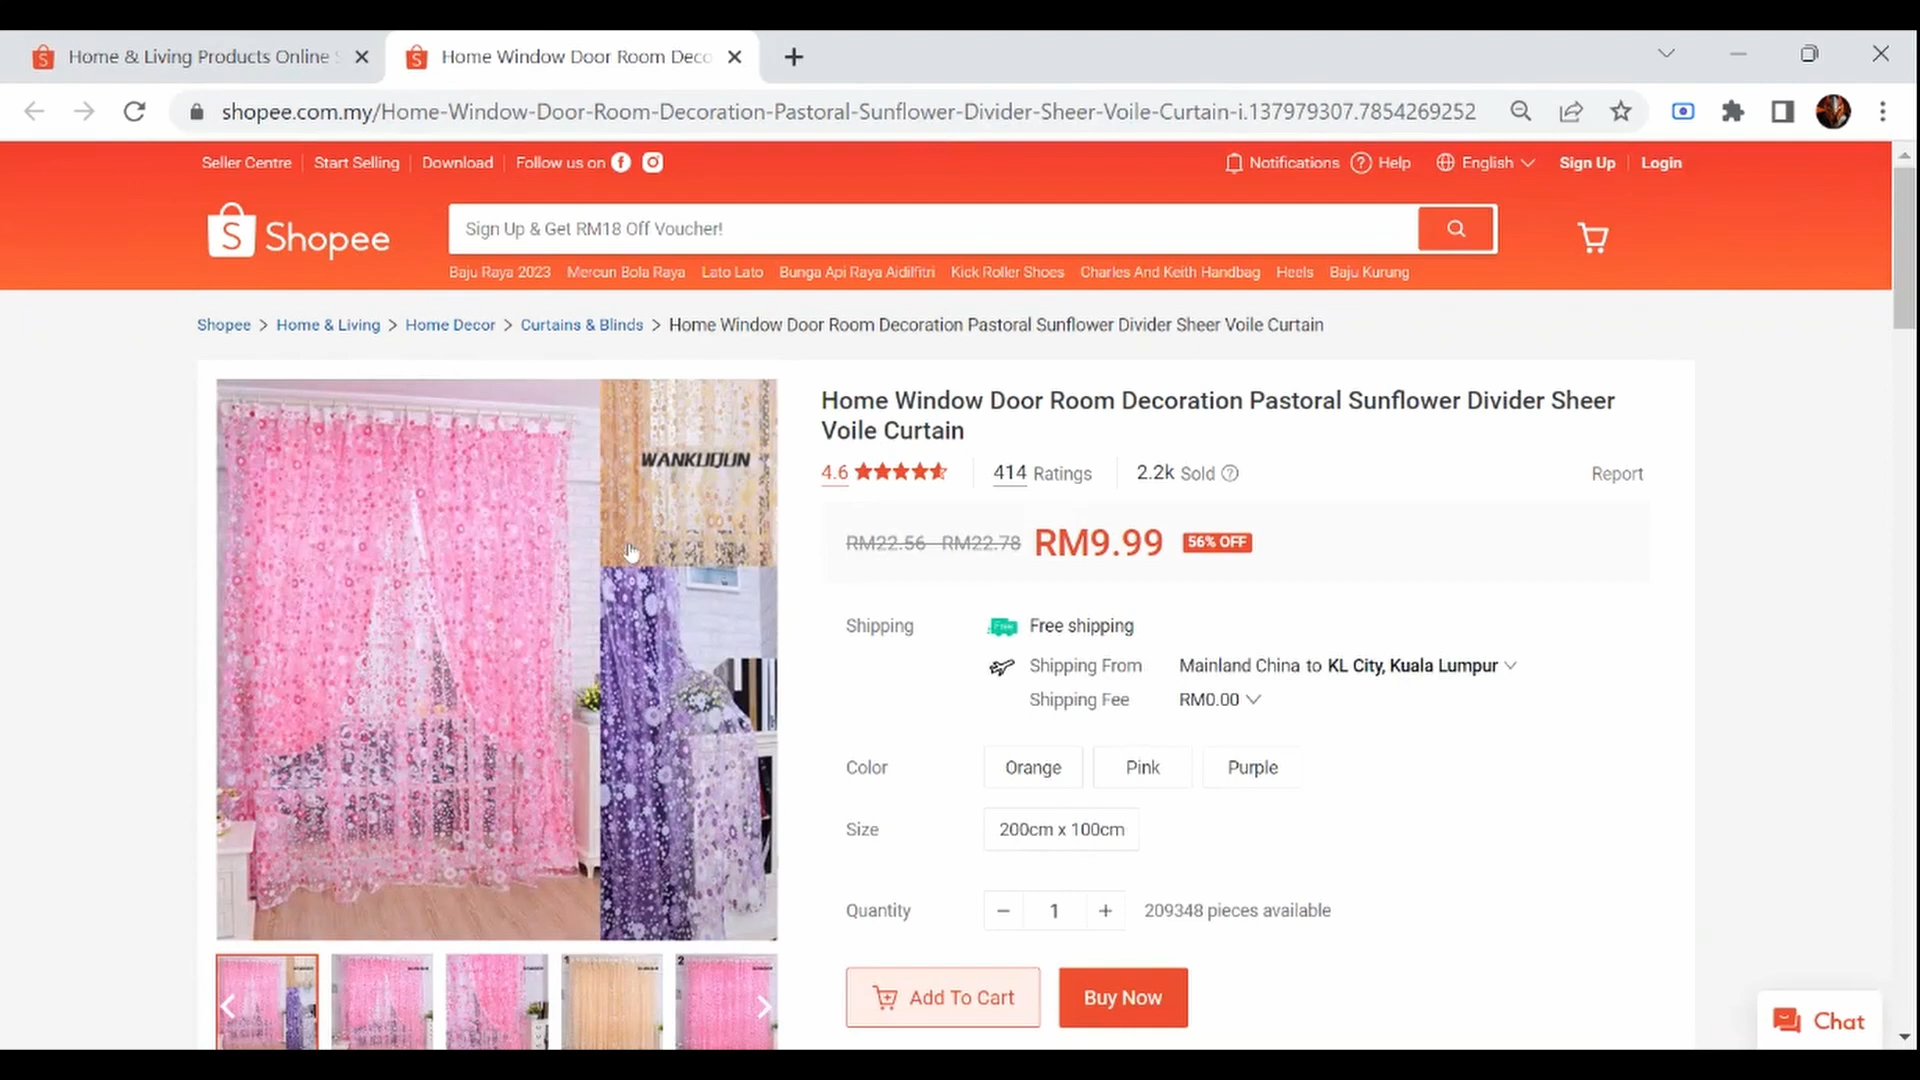 Home & Living Products Online
Home Window Door Room Deco
shopee.com.my/Home-Window-Door-Room-Decoration-Pastoral-Sunflower-Divider-Sheer-Voile-Curtain-i.137979307.7854269252
Seller Centre
Start Selling
Download
Follow us on
Notifications
Help
English
Sign Up
Login
Shopee
Sign Up & Get RM18 Off Voucher!
Baju Raya 2023
Mercun Bola Raya
Lato Lato
Bunga Api Raya Aidilfitri
Kick Roller Shoes
Charles And Keith Handbag
Heels
Baju Kurung
Shopee > Home & Living > Home Decor > Curtains & Blinds > Home Window Door Room Decoration Pastoral Sunflower Divider Sheer Voile Curtain
WANKUQUN
Home Window Door Room Decoration Pastoral Sunflower Divider Sheer
Voile Curtain
4.6
414 Ratings
2.2k Sold
Report
RM22.56 - RM22.78
RM9.99
56% OFF
Shipping
Free shipping
Shipping From
Mainland China to KL City, Kuala Lumpur
Shipping Fee
RM0.00
Color
Orange
Pink
Purple
Size
200cm x 100cm
Quantity
1
209348 pieces available
1
2
Add To Cart
Buy Now
Chat